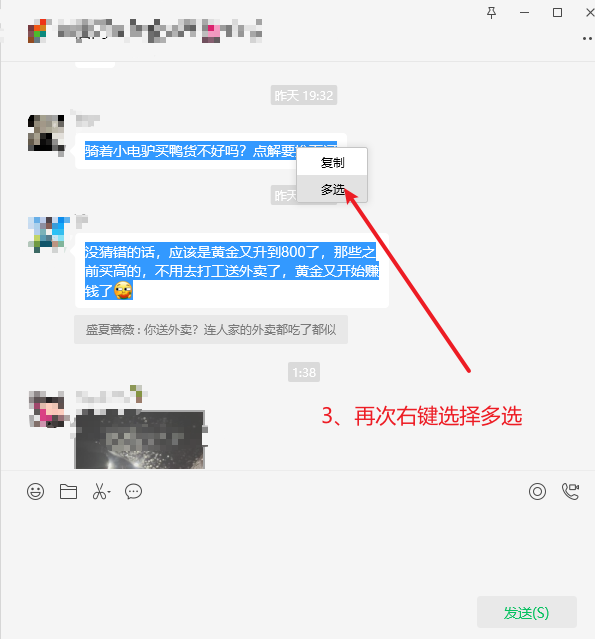 昨天 19:32
骑着小电驴买鸭货不好吗？点解要
复制
昨天
多选
没猜错的话，应该是黄金又升到800了，那些之
前买高的，不用去打工送外卖了，黄金又开始赚
钱了
盛夏薔薇 : 你送外卖？连人家的外卖都吃了都似
1:38
3、再次右键选择多选
发送(S)